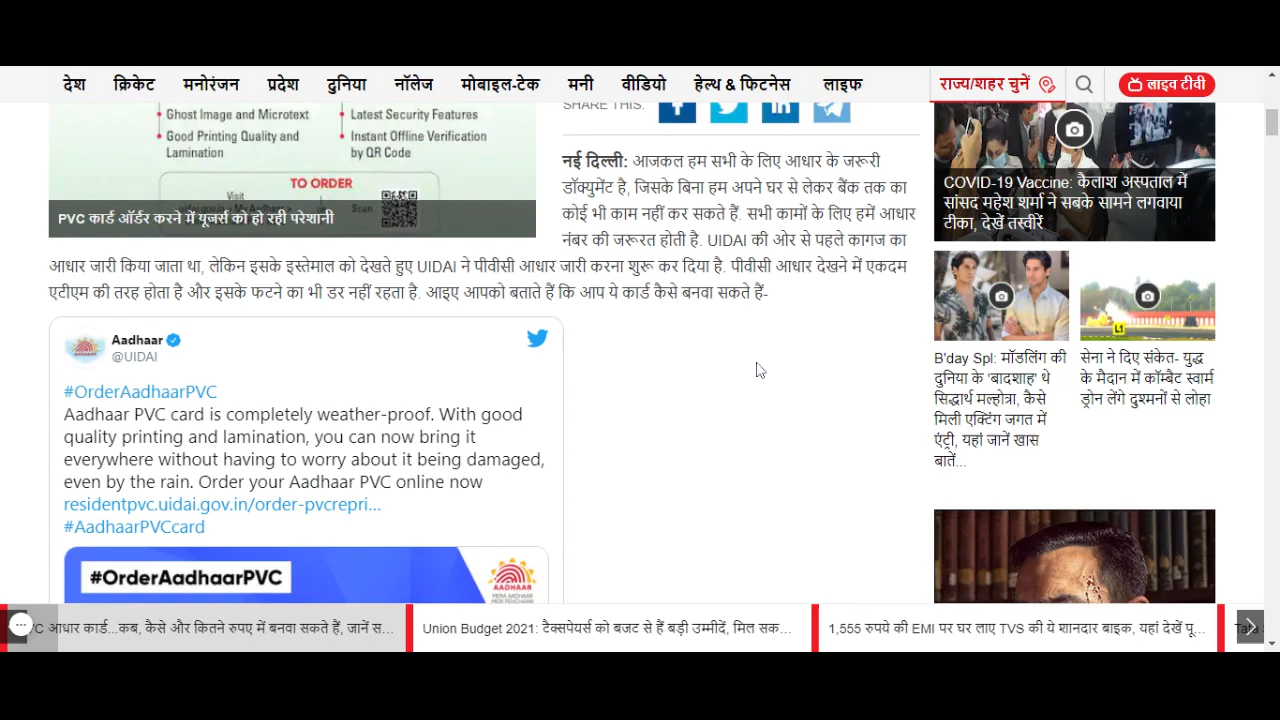 देश क्रिकेट मनोरंजन प्रदेश दुनिया नॉलेज मोबाइल-टेक मनी वीडियो हेल्थ & फिटनेस लाइफ राज्य/शहर चुनें लाइव टीवी
Ghost Image and Microtext
Good Printing Quality and
Lamination
Latest Security Features
Instant Offline Verification
by QR Code
TO ORDER
Visit
Scan
PVC कार्ड ऑर्डर करने में यूजर्स को हो रही परेशानी
SHARE THIS:
नई दिल्ली: आजकल हम सभी के लिए आधार के जरूरी
डॉक्युमेंट है, जिसके बिना हम अपने घर से लेकर बैंक तक का
कोई भी काम नहीं कर सकते हैं. सभी कामों के लिए हमें आधार
नंबर की जरूरत होती है. UIDAI की ओर से पहले कागज का
आधार जारी किया जाता था, लेकिन इसके इस्तेमाल को देखते हुए UIDAI ने पीवीसी आधार जारी करना शुरू कर दिया है. पीवीसी आधार देखने में एकदम
एटीएम की तरह होता है और इसके फटने का भी डर नहीं रहता है. आइए आपको बताते हैं कि आप ये कार्ड कैसे बनवा सकते हैं-
Aadhaar
@UIDAI
#OrderAadhaarPVC
Aadhaar PVC card is completely weather-proof. With good
quality printing and lamination, you can now bring it
everywhere without having to worry about it being damaged,
even by the rain. Order your Aadhaar PVC online now
residentpvc.uidai.gov.in/order-pvcrepri...
#AadhaarPVCcard
#OrderAadhaarPVC
AADHAAR
COVID-19 Vaccine: कैलाश अस्पताल में
सांसद महेश शर्मा ने सबके सामने लगवाया
टीका, देखें तस्वीरें
B'day Spl: मॉडलिंग की
दुनिया के 'बादशाह' थे
सिद्धार्थ मल्होत्रा, कैसे
मिली एक्टिंग जगत में
एंट्री, यहां जानें खास
बातें...
सेना ने दिए संकेत- युद्ध
के मैदान में कॉम्बैट स्वार्म
ड्रोन लेंगे दुश्मनों से लोहा
आधार कार्ड...कब, कैसे और कितने रुपए में बनवा सकते हैं, जानें स...
Union Budget 2021: टैक्सपेयर्स को बजट से हैं बड़ी उम्मीदें, मिल सक...
1,555 रुपये की EMI पर घर लाए TVS की ये शानदार बाइक, यहां देखें पू...